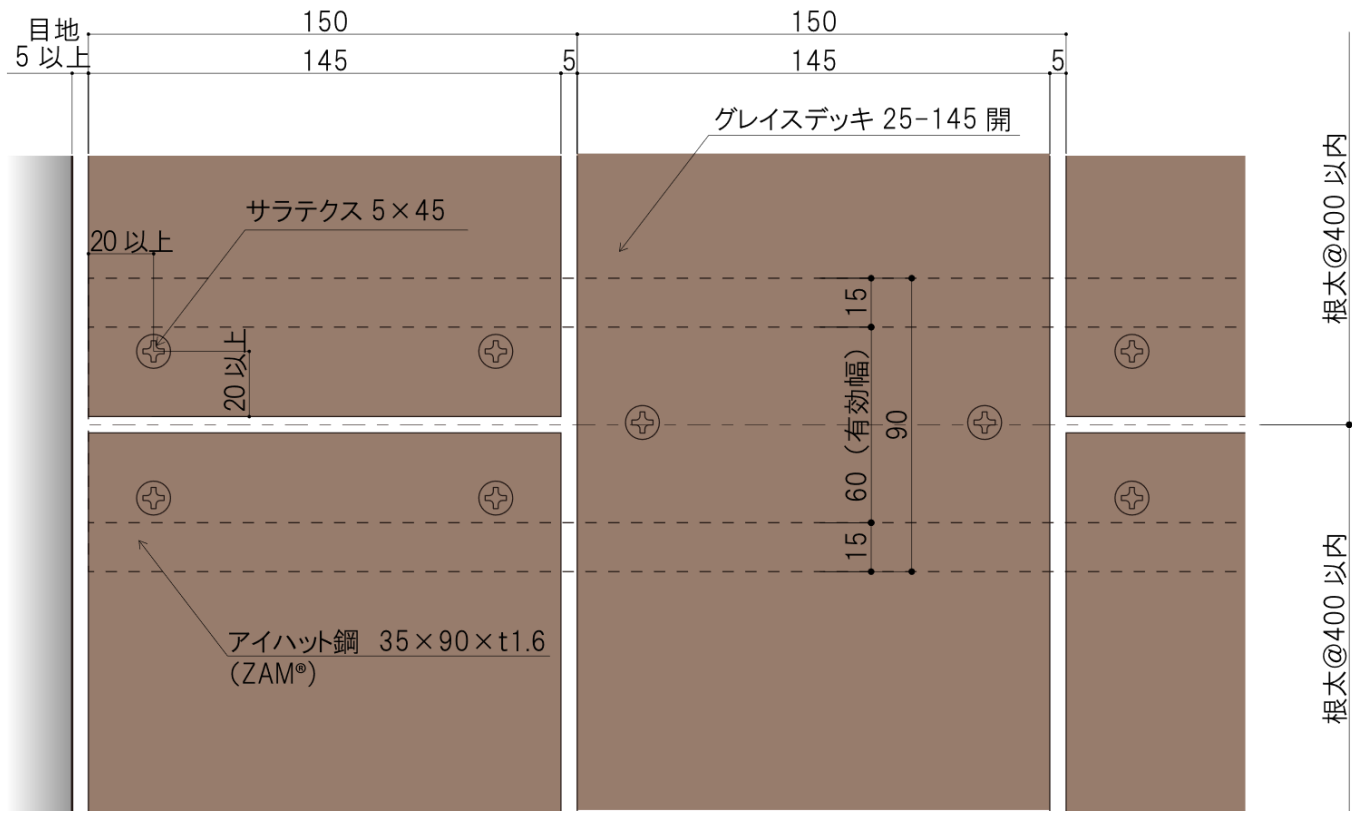 目地
150
150
5 以上
145
5
145
5
グレイスデッキ 25-145 開
サラテクス 5×45
20 以上
20 以上
15
60（有効幅）
90
15
根太@400 以内
アイハット鋼 35×90×t1.6
(ZAM®)
根太@400 以内